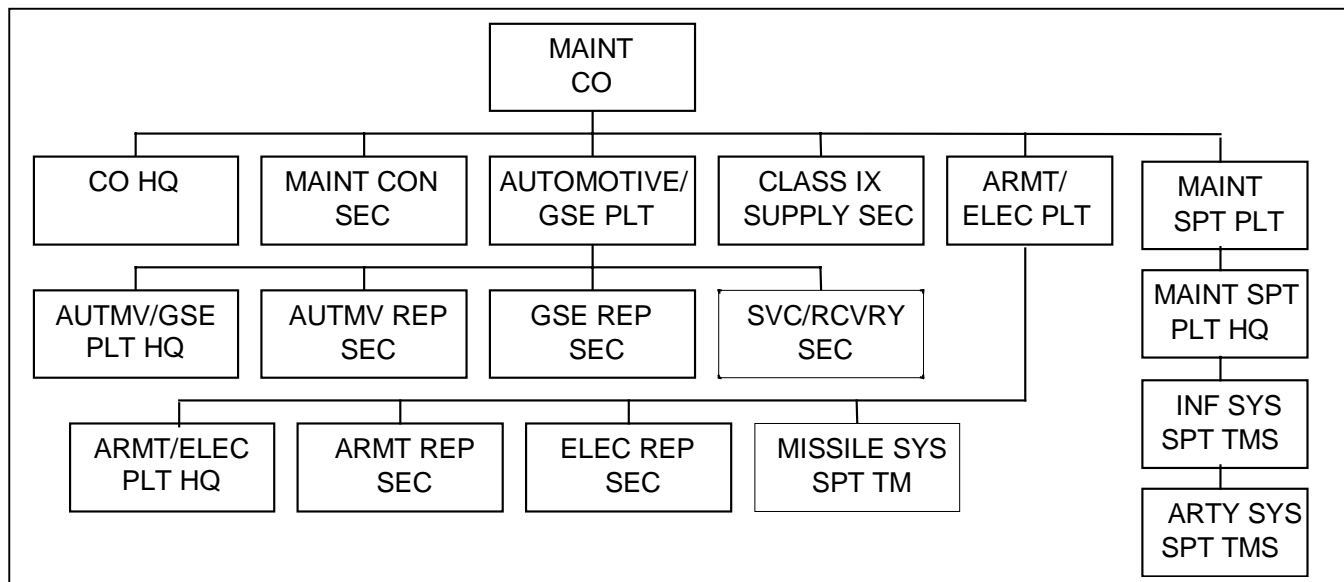 MAINT
CO
CO HQ
MAINT CON
SEC
AUTOMOTIVE/
GSE PLT
CLASS IX
SUPPLY SEC
ARMT/
ELEC PLT
MAINT
SPT PLT
AUTMV/GSE
PLT HQ
AUTMV REP
SEC
GSE REP
SEC
SVC/RCVRY
SEC
MAINT SPT
PLT HQ
ARMT/ELEC
PLT HQ
ARMT REP
SEC
ELEC REP
SEC
MISSILE SYS
SPT TM
INF SYS
SPT TMS
ARTY SYS
SPT TMS